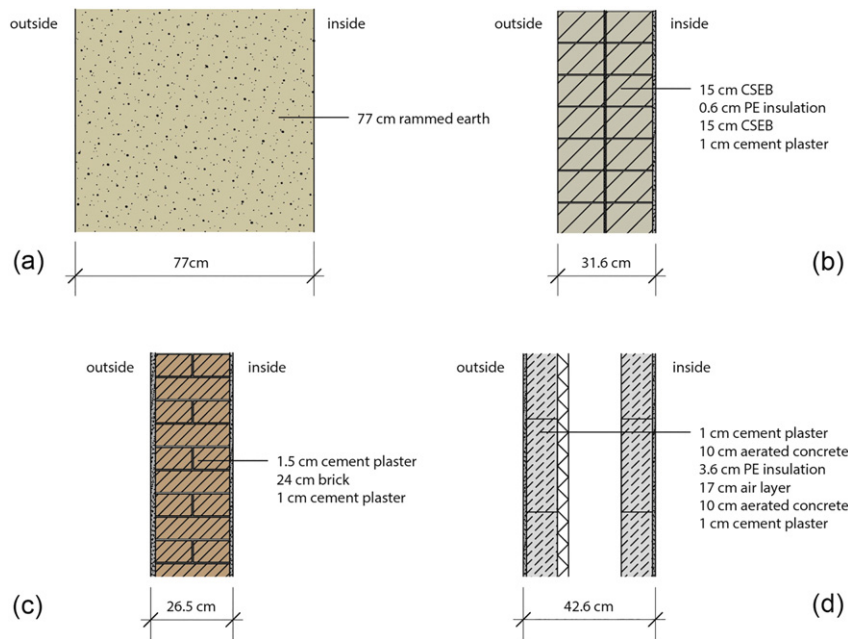 outside
inside
77 cm rammed earth
(a)
77cm
outside
inside
15 cm CSEB
0.6 cm PE insulation
15 cm CSEB
1 cm cement plaster
31.6 cm
(b)
outside
inside
1.5 cm cement plaster
24 cm brick
1 cm cement plaster
(c)
26.5 cm
outside
inside
1 cm cement plaster
10 cm aerated concrete
3.6 cm PE insulation
17 cm air layer
10 cm aerated concrete
1 cm cement plaster
42.6 cm
(d)